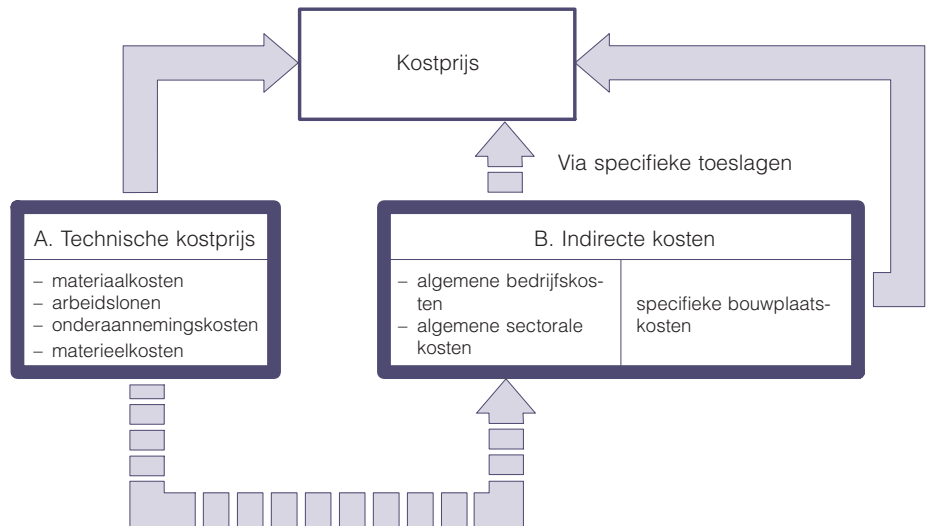 Kostprijs
Via specifieke toeslagen
A. Technische kostprijs
– materiaalkosten
– arbeidslonen
– onderaannemingskosten
– materieelkosten
B. Indirecte kosten
– algemene bedrijfskos-
ten
– algemene sectorale
kosten
specifieke bouwplaats-
kosten